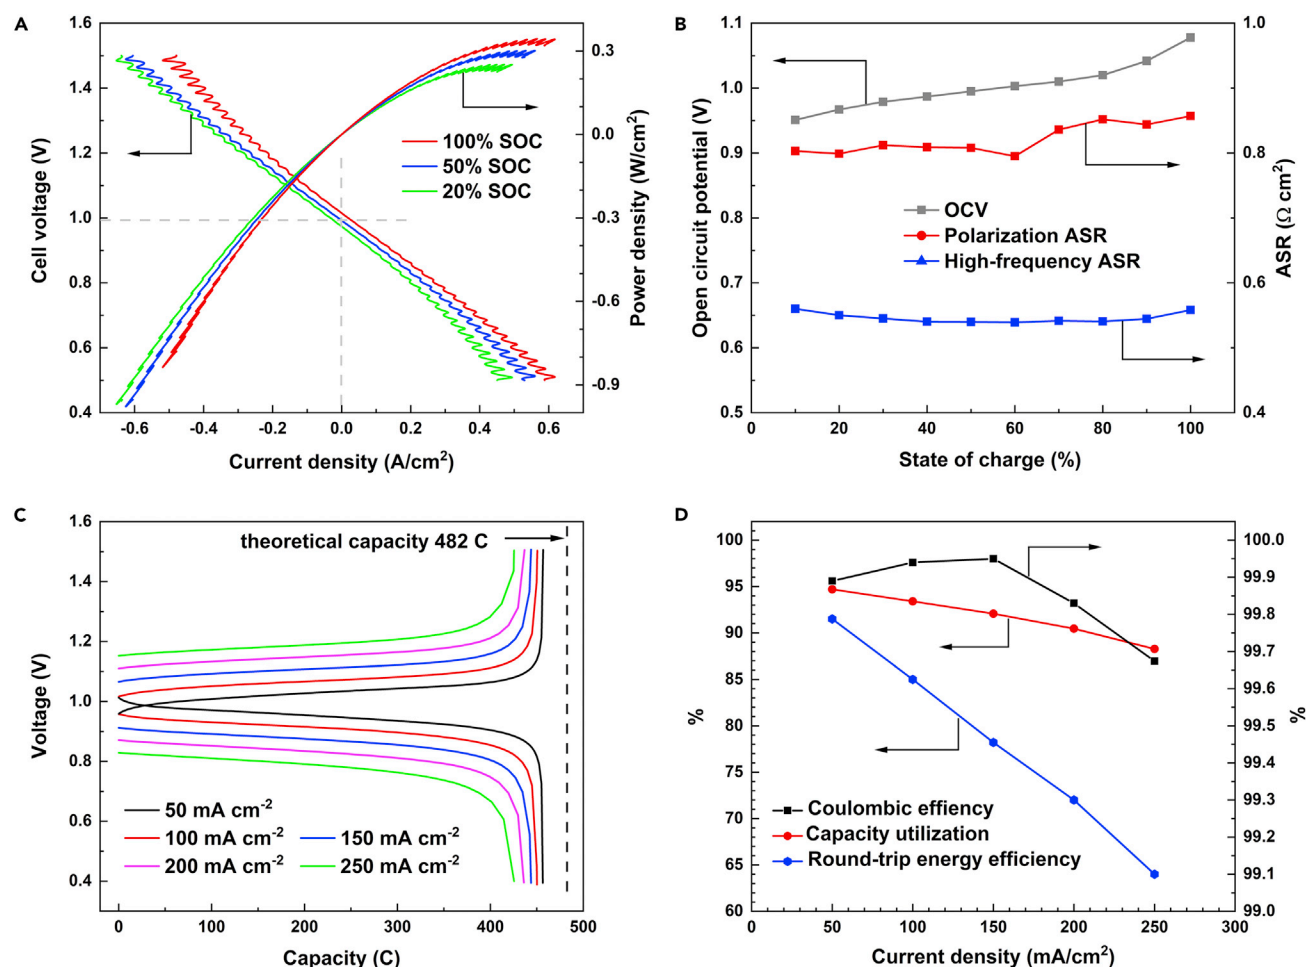 A
1.6
1.4
1.2
1.0
0.8
0.6
0.4
Cell voltage (V)
-0.6
-0.4
-0.2
0.0
0.2
0.4
0.6
Current density (A/cm²)
0.3
0.0
-0.3
-0.6
-0.9
Power density (W/cm²)
100% SOC
50% SOC
20% SOC
B
1.1
1.0
0.9
0.8
0.7
0.6
0.5
Open circuit potential (V)
0
20
40
60
80
100
State of charge (%)
1.0
0.8
0.6
0.4
ASR (Ω cm²)
OCV
Polarization ASR
High-frequency ASR
C
1.6
1.4
1.2
1.0
0.8
0.6
0.4
Voltage (V)
theoretical capacity 482 C
50 mA cm⁻²
100 mA cm⁻²
150 mA cm⁻²
200 mA cm⁻²
250 mA cm⁻²
0
100
200
300
400
500
Capacity (C)
D
100
95
90
85
80
75
70
65
60
%
100.0
99.9
99.8
99.7
99.6
99.5
99.4
99.3
99.2
99.1
99.0
%
Coulombic effiency
Capacity utilization
Round-trip energy efficiency
0
50
100
150
200
250
300
Current density (mA/cm²)